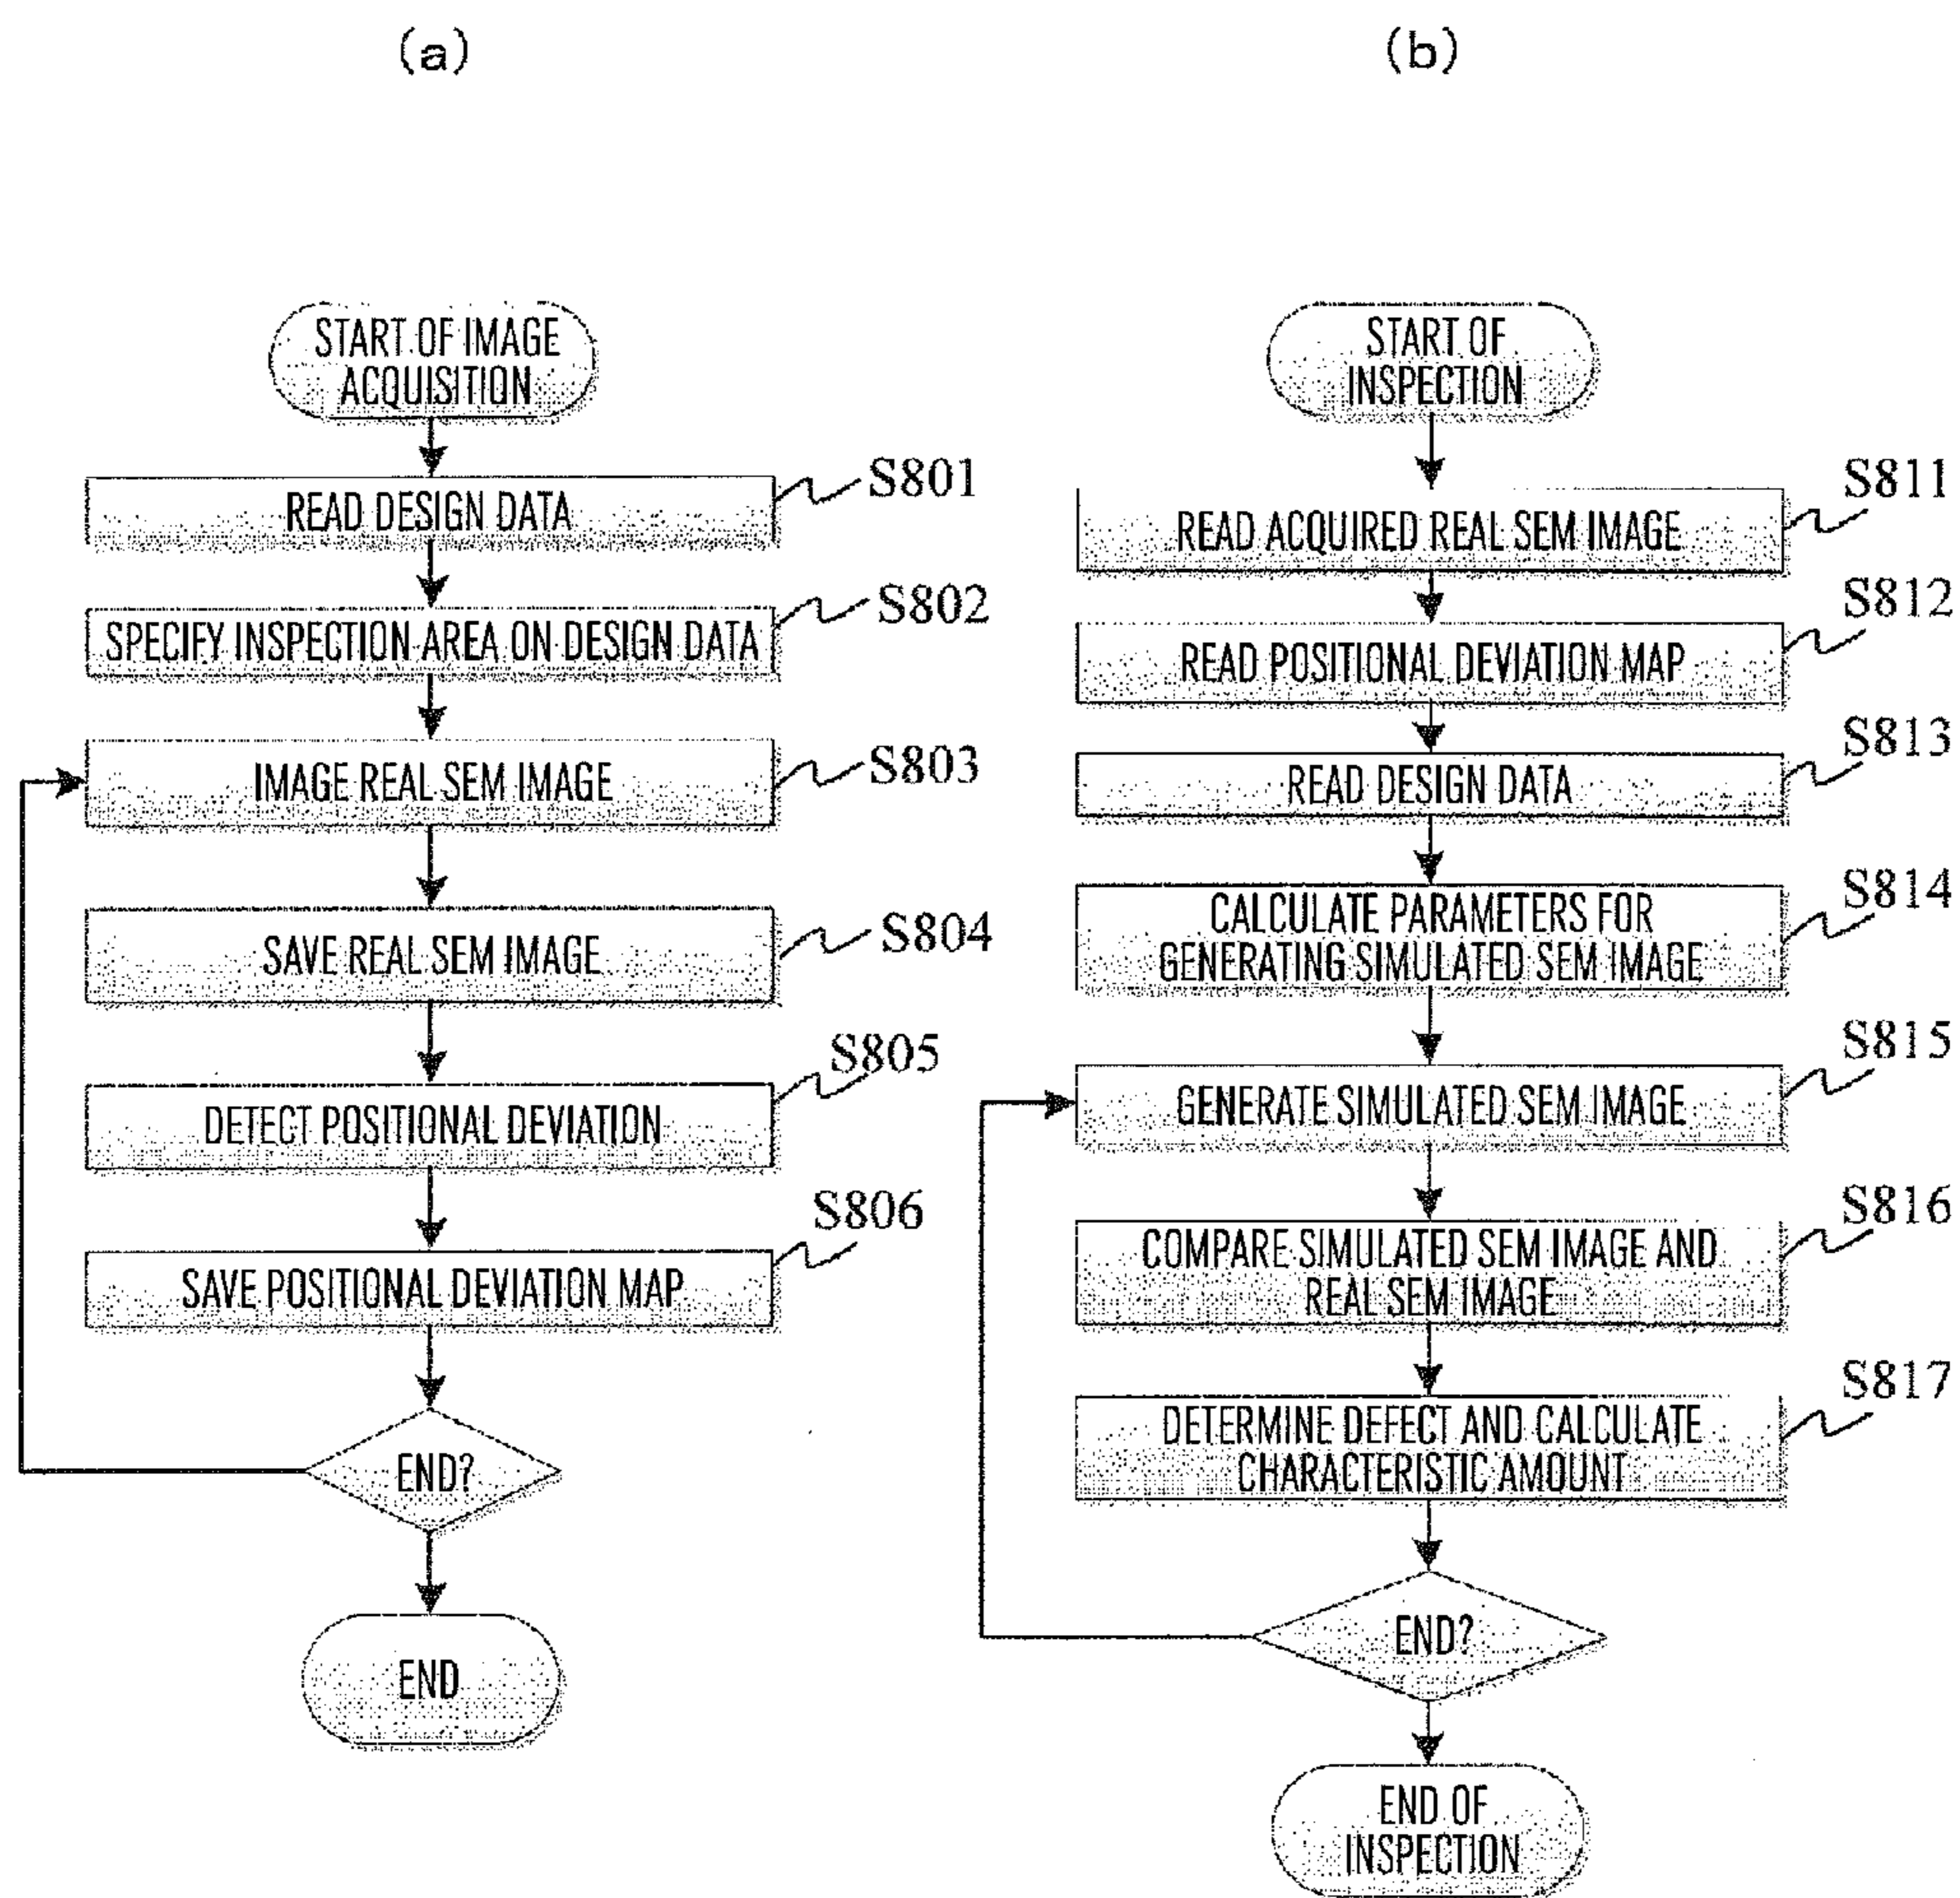 (a)
START OF IMAGE
ACQUISITION
READ DESIGN DATA
S801
SPECIFY INSPECTION AREA ON DESIGN DATA
S802
IMAGE REAL SEM IMAGE
S803
SAVE REAL SEM IMAGE
S804
DETECT POSITIONAL DEVIATION
S805
SAVE POSITIONAL DEVIATION MAP
S806
END?
END
(b)
START OF
INSPECTION
READ ACQUIRED REAL SEM IMAGE
S811
READ POSITIONAL DEVIATION MAP
S812
READ DESIGN DATA
S813
CALCULATE PARAMETERS FOR
GENERATING SIMULATED SEM IMAGE
S814
GENERATE SIMULATED SEM IMAGE
S815
COMPARE SIMULATED SEM IMAGE AND
REAL SEM IMAGE
S816
DETERMINE DEFECT AND CALCULATE
CHARACTERISTIC AMOUNT
S817
END?
END OF
INSPECTION